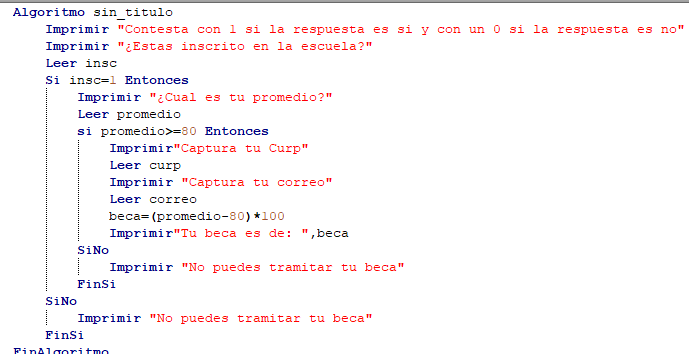 Algoritmo sin_titulo
Imprimir "Contesta con 1 si la respuesta es si y con un 0 si la respuesta es no"
Imprimir "¿Estas inscrito en la escuela?"
Leer insc
Si insc=1 Entonces
Imprimir "¿Cual es tu promedio?"
Leer promedio
si promedio>=80 Entonces
Imprimir"Captura tu Curp"
Leer curp
Imprimir "Captura tu correo"
Leer correo
beca=(promedio-80)*100
Imprimir"Tu beca es de: ",beca
SiNo
Imprimir "No puedes tramitar tu beca"
FinSi
SiNo
Imprimir "No puedes tramitar tu beca"
FinSi
FinAlgoritmo